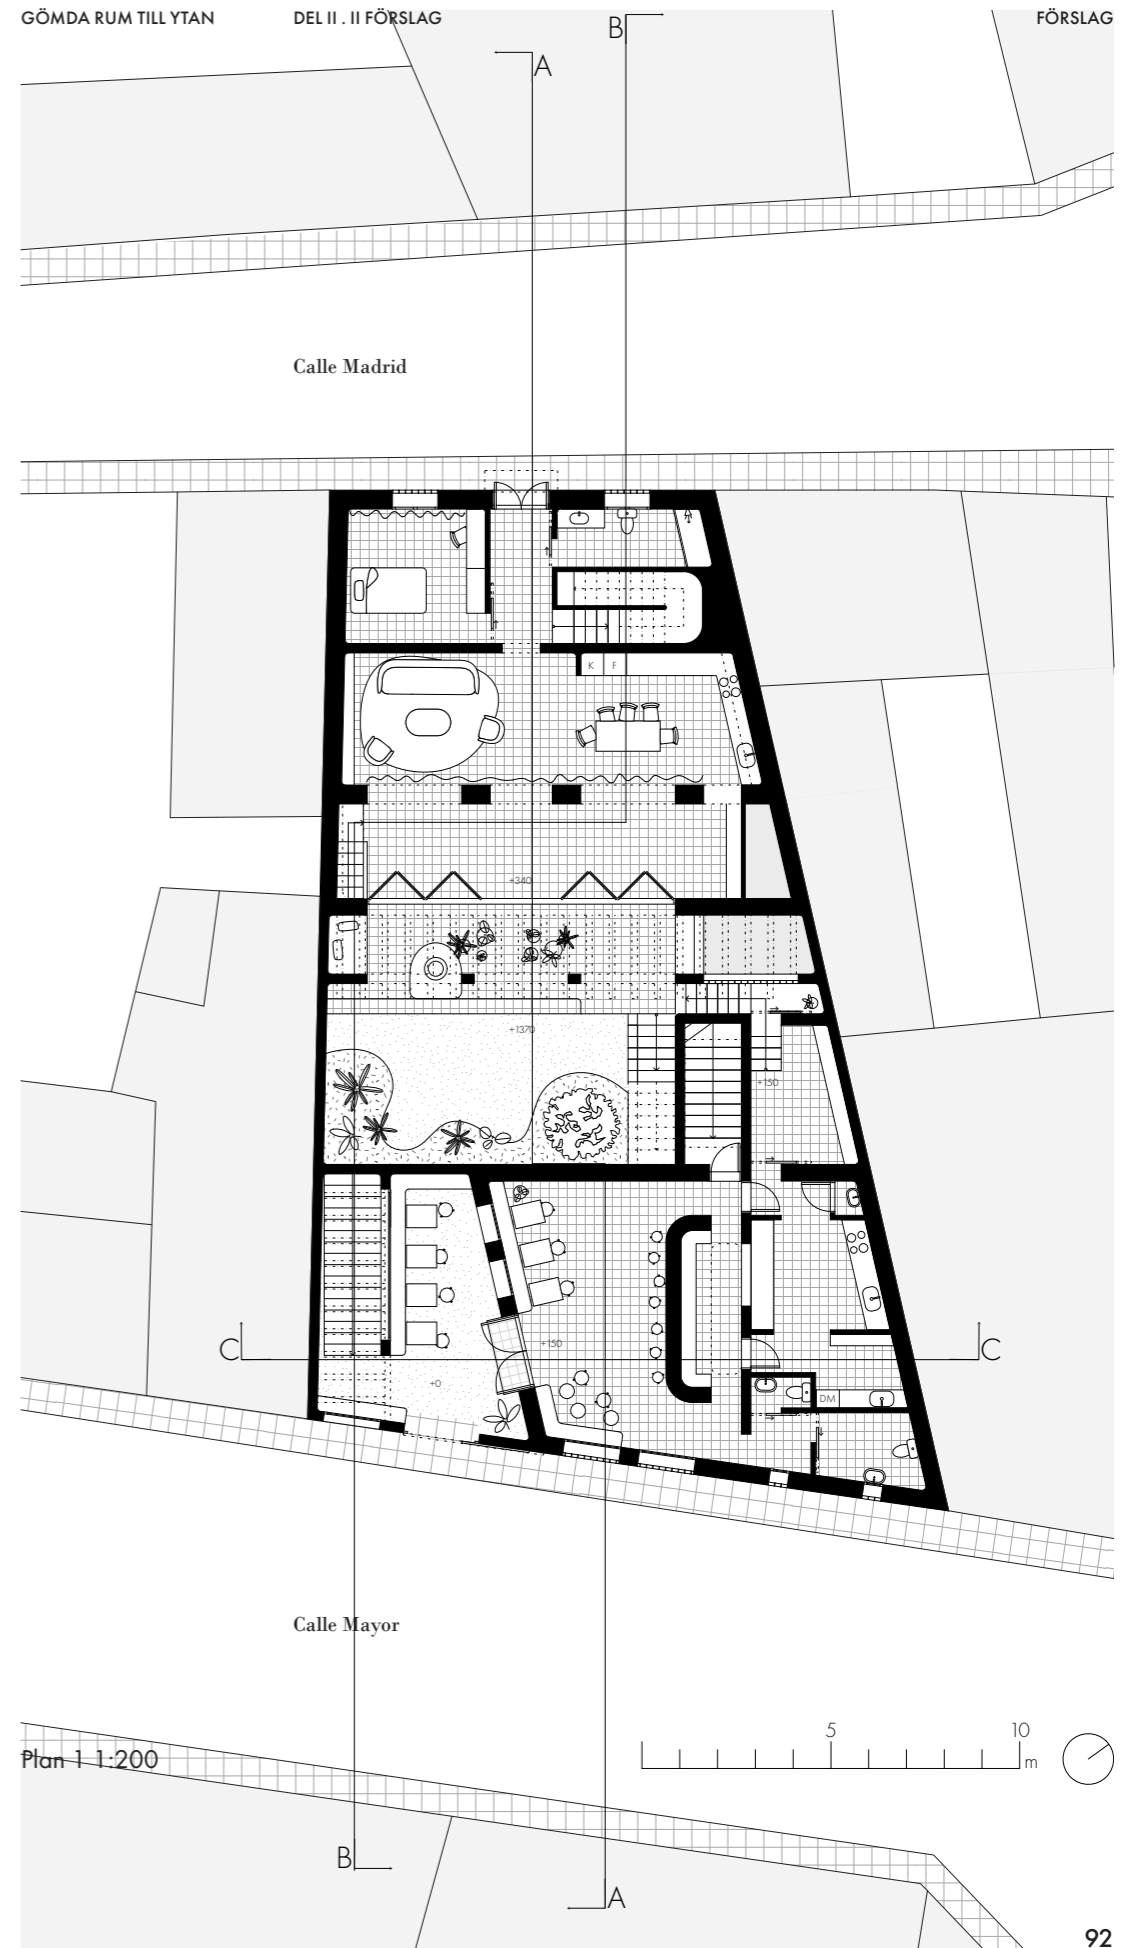 GÖMDA RUM TILL YTAN
DEL II . II FÖRSLAG
FÖRSLAG
B
A
Calle Madrid
K F
+340
+1370
+150
+150
C
C
+0
DM
Calle Mayor
5 10
m
Plan 1 1:200
B
A
92